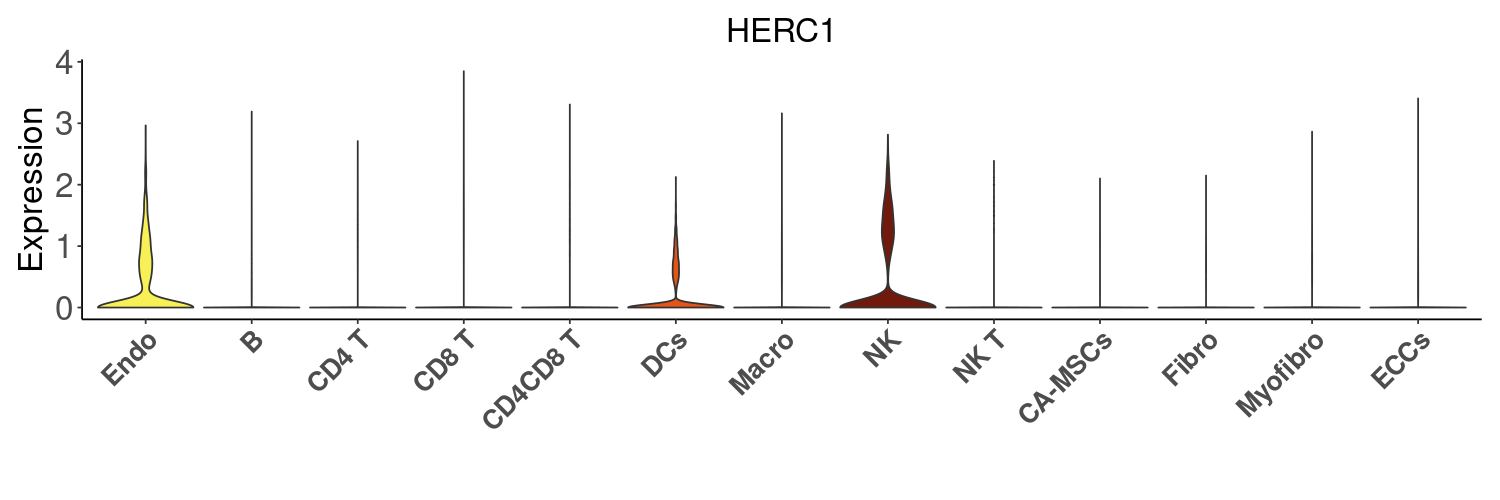 HERC1
Expression
4
3
2
1
0
Endo
B
CD4 T
CD8 T
CD4CD8 T
DCs
Macro
NK
NK T
CA-MSCs
Fibro
Myofibro
ECCs